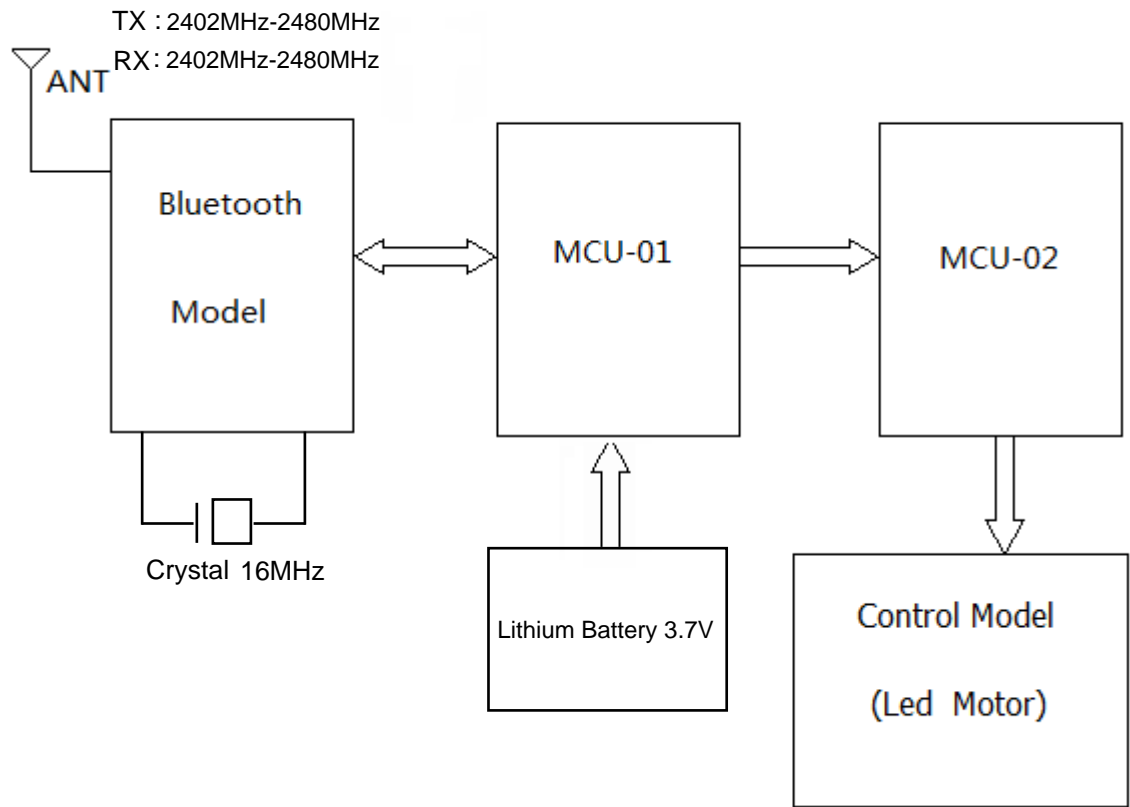 TX : 2402MHz-2480MHz
RX : 2402MHz-2480MHz
ANT
Bluetooth
Model
MCU-01
MCU-02
Crystal 16MHz
Lithium Battery 3.7V
Control Model
(Led Motor)